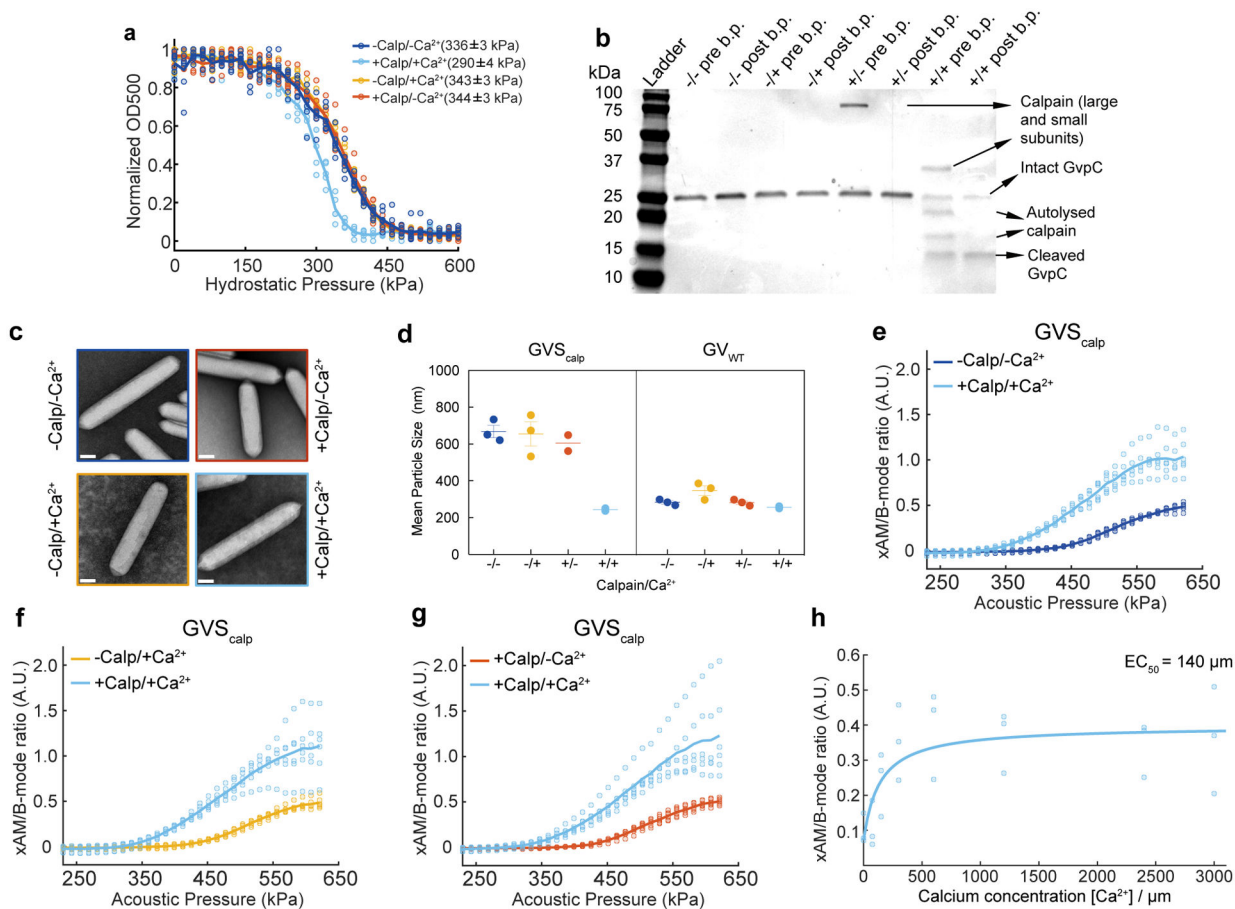 a
-Calp/-Ca²⁺(336±3 kPa)
+Calp/+Ca²⁺(290±4 kPa)
-Calp/+Ca²⁺(343±3 kPa)
+Calp/-Ca²⁺(344±3 kPa)
Normalized OD500
1
0.8
0.6
0.4
0.2
0
0
150
300
450
600
Hydrostatic Pressure (kPa)
b
kDa
Ladder
-/- pre b.p.
-/- post b.p.
-/+ pre b.p.
-/+ post b.p.
+/- pre b.p.
+/- post b.p.
+/+ pre b.p.
+/+ post b.p.
100
75
50
37
25
20
15
10
Calpain (large
and small
subunits)
Intact GvpC
Autolysed
calpain
Cleaved
GvpC
c
-Calp/-Ca²⁺
+Calp/-Ca²⁺
-Calp/+Ca²⁺
+Calp/+Ca²⁺
d
GVS_calp
GV_WT
Mean Particle Size (nm)
1000
800
600
400
200
0
-/-
-/+
+/-
+/+
-/-
-/+
+/-
+/+
Calpain/Ca²⁺
e
GVS_calp
-Calp/-Ca²⁺
+Calp/+Ca²⁺
xAM/B-mode ratio (A.U.)
2.0
1.5
1.0
0.5
0
250
350
450
550
650
Acoustic Pressure (kPa)
f
GVS_calp
-Calp/+Ca²⁺
+Calp/+Ca²⁺
xAM/B-mode ratio (A.U.)
2.0
1.5
1.0
0.5
0
250
350
450
550
650
Acoustic Pressure (kPa)
g
GVS_calp
+Calp/-Ca²⁺
+Calp/+Ca²⁺
xAM/B-mode ratio (A.U.)
2.0
1.5
1.0
0.5
0
250
350
450
550
650
Acoustic Pressure (kPa)
h
EC₅₀ = 140 µm
xAM/B-mode ratio (A.U.)
0.6
0.5
0.4
0.3
0.2
0.1
0
500
1000
1500
2000
2500
3000
Calcium concentration [Ca²⁺] / µm